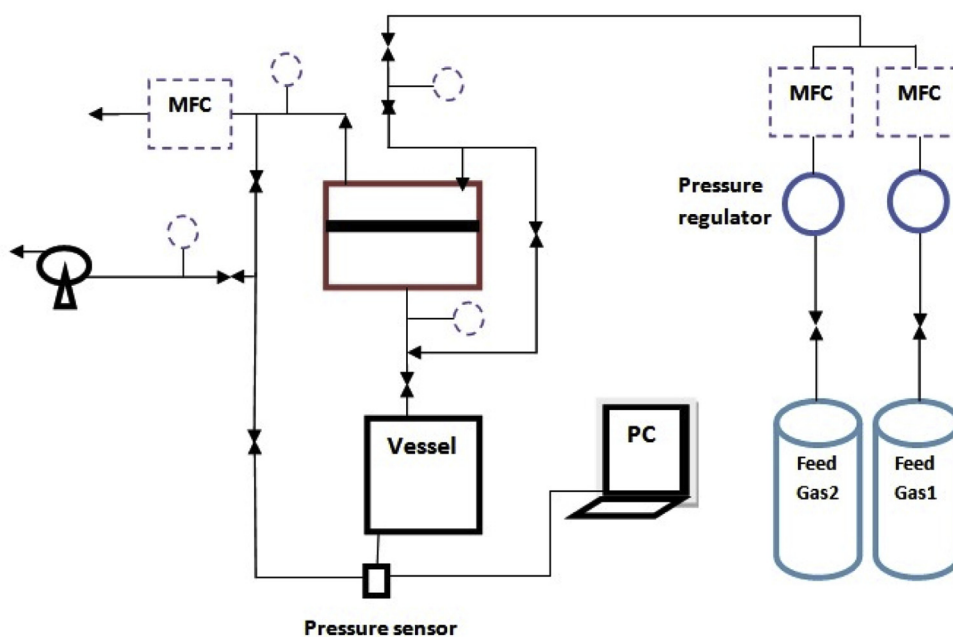 MFC
MFC
MFC
Pressure
regulator
Vessel
PC
Feed
Gas2
Feed
Gas1
Pressure sensor